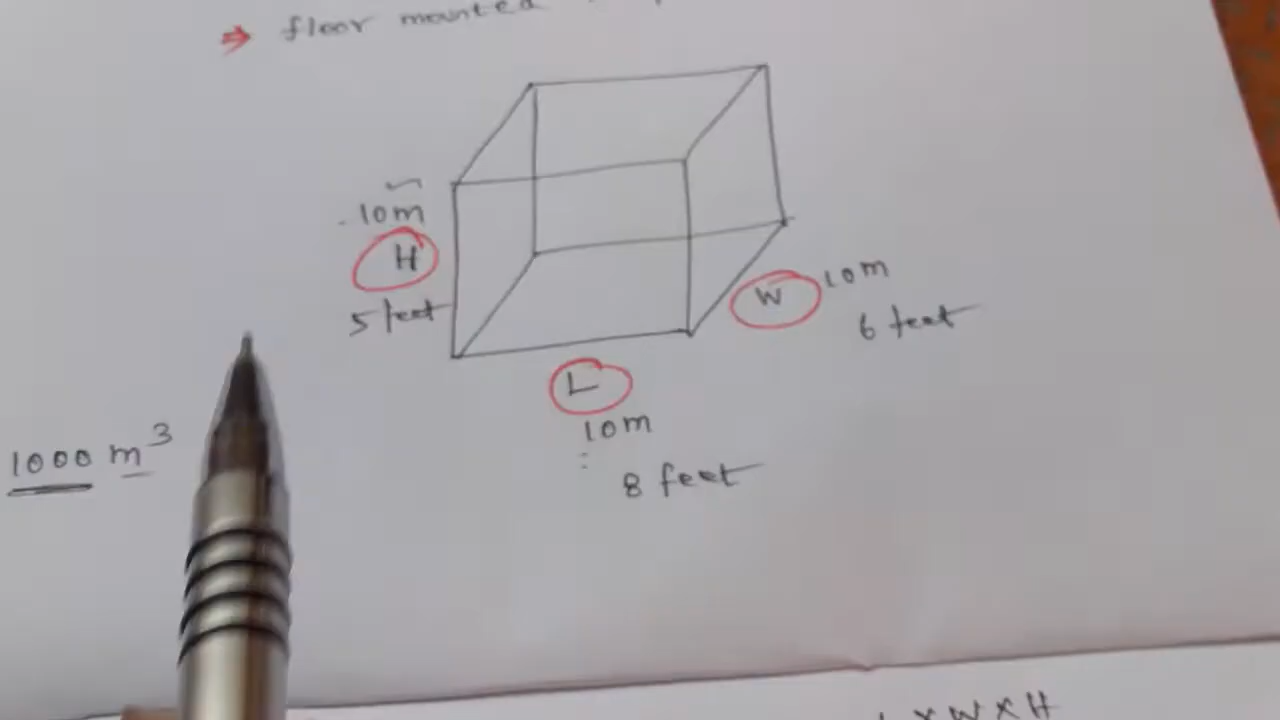 ⇒ floor mounted
10m
H
5 feet
W 10m
6 feet
L
10m
8 feet
1000 m³
L X W X H